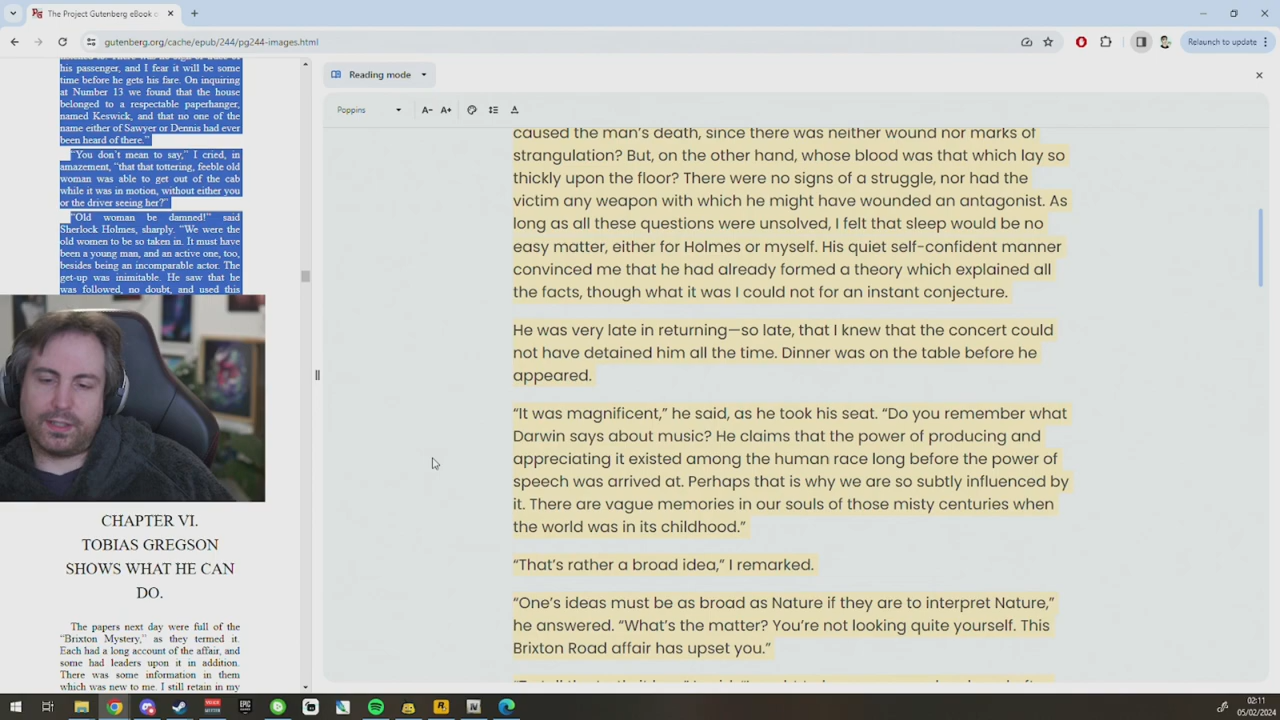 The Project Gutenberg eBook o
gutenberg.org/cache/epub/244/pg244-images.html
Relaunch to update
his passenger, and I fear it will be some
time before he gets his fare. On inquiring
at Number 13 we found that the house
belonged to a respectable paperhanger,
named Keswick, and that no one of the
name either of Sawyer or Dennis had ever
been heard of there.”
“You don't mean to say,” I cried, in
amazement, “that that tottering, feeble old
woman was able to get out of the cab
while it was in motion, without either you
or the driver seeing her?”
“Old woman be damned!” said
Sherlock Holmes, sharply. “We were the
old women to be so taken in. It must have
been a young man, and an active one, too,
besides being an incomparable actor. The
get-up was inimitable. He saw that he
was followed, no doubt, and used this
CHAPTER VI.
TOBIAS GREGSON
SHOWS WHAT HE CAN
DO.
The papers next day were full of the
“Brixton Mystery,” as they termed it.
Each had a long account of the affair, and
some had leaders upon it in addition.
There was some information in them
which was new to me. I still retain in my
Reading mode
Poppins
A- A+
caused the man’s death, since there was neither wound nor marks of
strangulation? But, on the other hand, whose blood was that which lay so
thickly upon the floor? There were no signs of a struggle, nor had the
victim any weapon with which he might have wounded an antagonist. As
long as all these questions were unsolved, I felt that sleep would be no
easy matter, either for Holmes or myself. His quiet self-confident manner
convinced me that he had already formed a theory which explained all
the facts, though what it was I could not for an instant conjecture.
He was very late in returning—so late, that I knew that the concert could
not have detained him all the time. Dinner was on the table before he
appeared.
“It was magnificent,” he said, as he took his seat. “Do you remember what
Darwin says about music? He claims that the power of producing and
appreciating it existed among the human race long before the power of
speech was arrived at. Perhaps that is why we are so subtly influenced by
it. There are vague memories in our souls of those misty centuries when
the world was in its childhood.”
“That’s rather a broad idea,” I remarked.
“One’s ideas must be as broad as Nature if they are to interpret Nature,”
he answered. “What’s the matter? You’re not looking quite yourself. This
Brixton Road affair has upset you.”
02:11
05/02/2024